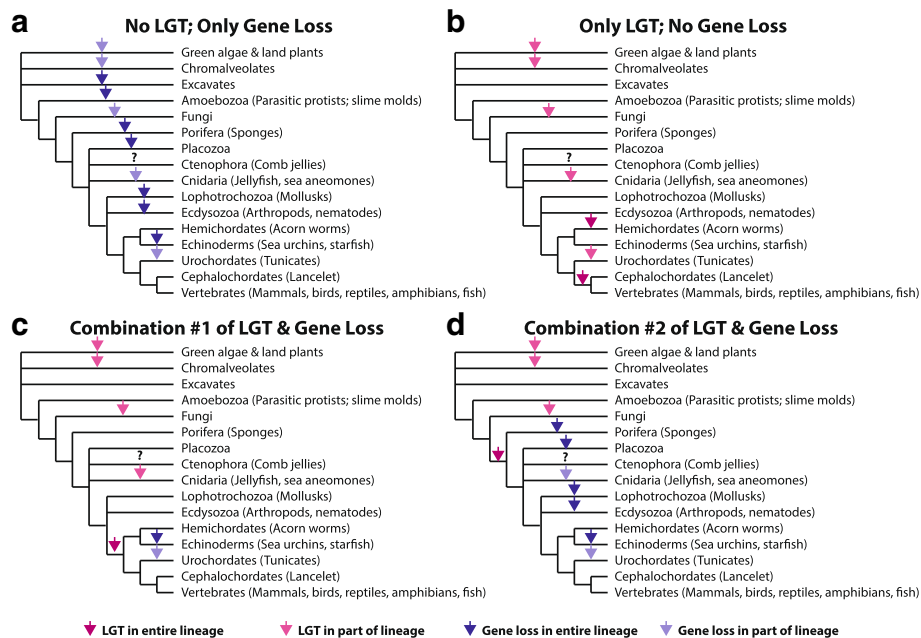 a No LGT; Only Gene Loss
Green algae & land plants
Chromalveolates
Excavates
Amoebozoa (Parasitic protists; slime molds)
Fungi
Porifera (Sponges)
Placozoa
?
Ctenophora (Comb jellies)
Cnidaria (Jellyfish, sea aneomones)
Lophotrochozoa (Mollusks)
Ecdysozoa (Arthropods, nematodes)
Hemichordates (Acorn worms)
Echinoderms (Sea urchins, starfish)
Urochordates (Tunicates)
Cephalochordates (Lancelet)
Vertebrates (Mammals, birds, reptiles, amphibians, fish)
b Only LGT; No Gene Loss
Green algae & land plants
Chromalveolates
Excavates
Amoebozoa (Parasitic protists; slime molds)
Fungi
Porifera (Sponges)
Placozoa
?
Ctenophora (Comb jellies)
Cnidaria (Jellyfish, sea aneomones)
Lophotrochozoa (Mollusks)
Ecdysozoa (Arthropods, nematodes)
Hemichordates (Acorn worms)
Echinoderms (Sea urchins, starfish)
Urochordates (Tunicates)
Cephalochordates (Lancelet)
Vertebrates (Mammals, birds, reptiles, amphibians, fish)
c Combination #1 of LGT & Gene Loss
Green algae & land plants
Chromalveolates
Excavates
Amoebozoa (Parasitic protists; slime molds)
Fungi
Porifera (Sponges)
Placozoa
?
Ctenophora (Comb jellies)
Cnidaria (Jellyfish, sea aneomones)
Lophotrochozoa (Mollusks)
Ecdysozoa (Arthropods, nematodes)
Hemichordates (Acorn worms)
Echinoderms (Sea urchins, starfish)
Urochordates (Tunicates)
Cephalochordates (Lancelet)
Vertebrates (Mammals, birds, reptiles, amphibians, fish)
d Combination #2 of LGT & Gene Loss
Green algae & land plants
Chromalveolates
Excavates
Amoebozoa (Parasitic protists; slime molds)
Fungi
Porifera (Sponges)
Placozoa
?
Ctenophora (Comb jellies)
Cnidaria (Jellyfish, sea aneomones)
Lophotrochozoa (Mollusks)
Ecdysozoa (Arthropods, nematodes)
Hemichordates (Acorn worms)
Echinoderms (Sea urchins, starfish)
Urochordates (Tunicates)
Cephalochordates (Lancelet)
Vertebrates (Mammals, birds, reptiles, amphibians, fish)
LGT in entire lineage LGT in part of lineage Gene loss in entire lineage Gene loss in part of lineage